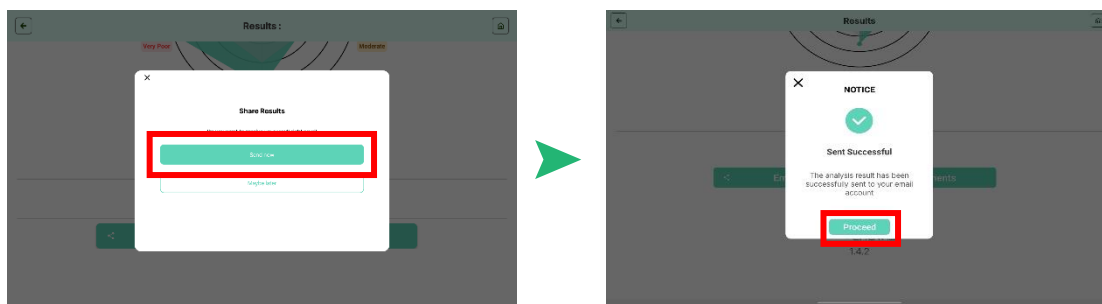 Results :
Very Poor
Moderate
Share Results
Send now
Maybe later
Results
NOTICE
Sent Successful
The analysis result has been
successfully sent to your email
account
Proceed
1.4.2